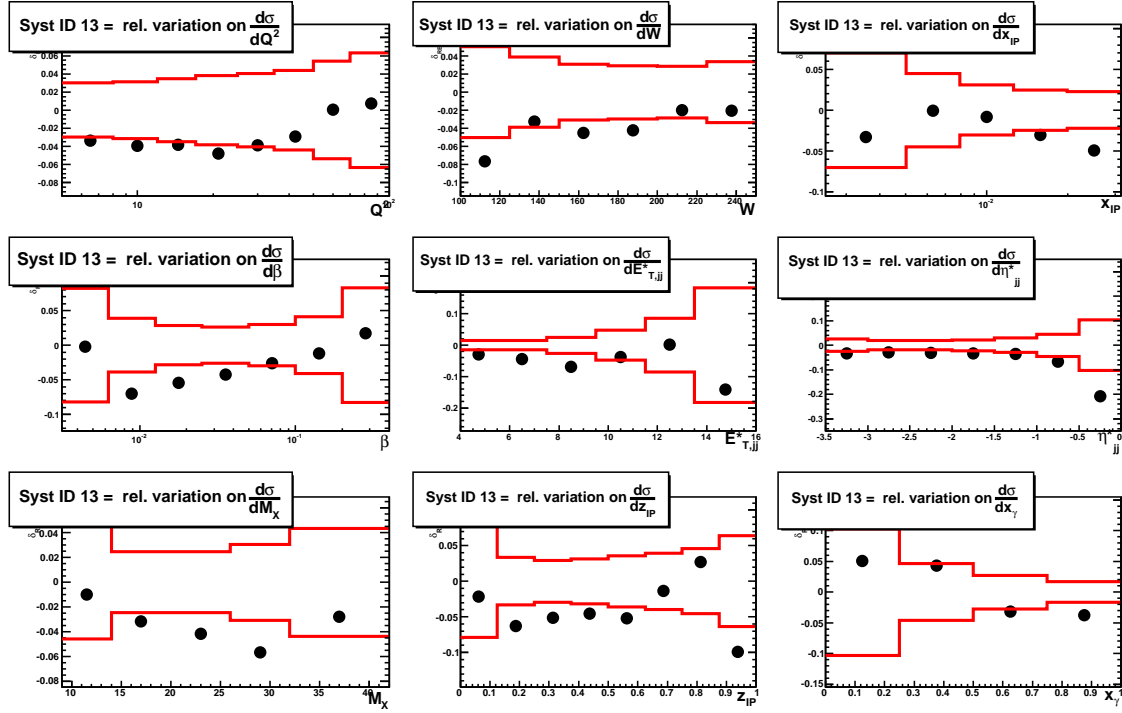 Syst ID 13 = rel. variation on dσ/dQ²
0.06
0.04
0.02
0
-0.02
-0.04
-0.06
-0.08
10
Q²
Syst ID 13 = rel. variation on dσ/dW
0.04
0.02
0
-0.02
-0.04
-0.06
-0.08
-0.1
100 120 140 160 180 200 220 240
W
Syst ID 13 = rel. variation on dσ/dx_IP
0.05
0
-0.05
-0.1
10⁻²
x_IP
Syst ID 13 = rel. variation on dσ/dβ
0.05
0
-0.05
-0.1
10⁻² 10⁻¹
β
Syst ID 13 = rel. variation on dσ/dE*_T,jj
0.1
0
-0.1
-0.2
4 6 8 10 12 14 16
E*_T,jj
Syst ID 13 = rel. variation on dσ/dη*_jj
0.1
0
-0.1
-0.2
-0.3
-3.5 -3 -2.5 -2 -1.5 -1 -0.5 0
η*_jj
Syst ID 13 = rel. variation on dσ/dM_X
0.04
0.02
0
-0.02
-0.04
-0.06
-0.08
10 15 20 25 30 35 40
M_X
Syst ID 13 = rel. variation on dσ/dz_IP
0.05
0
-0.05
-0.1
0 0.1 0.2 0.3 0.4 0.5 0.6 0.7 0.8 0.9 1
z_IP
Syst ID 13 = rel. variation on dσ/dx_γ
0.1
0.05
0
-0.05
-0.1
-0.15
0 0.1 0.2 0.3 0.4 0.5 0.6 0.7 0.8 0.9 1
x_γ